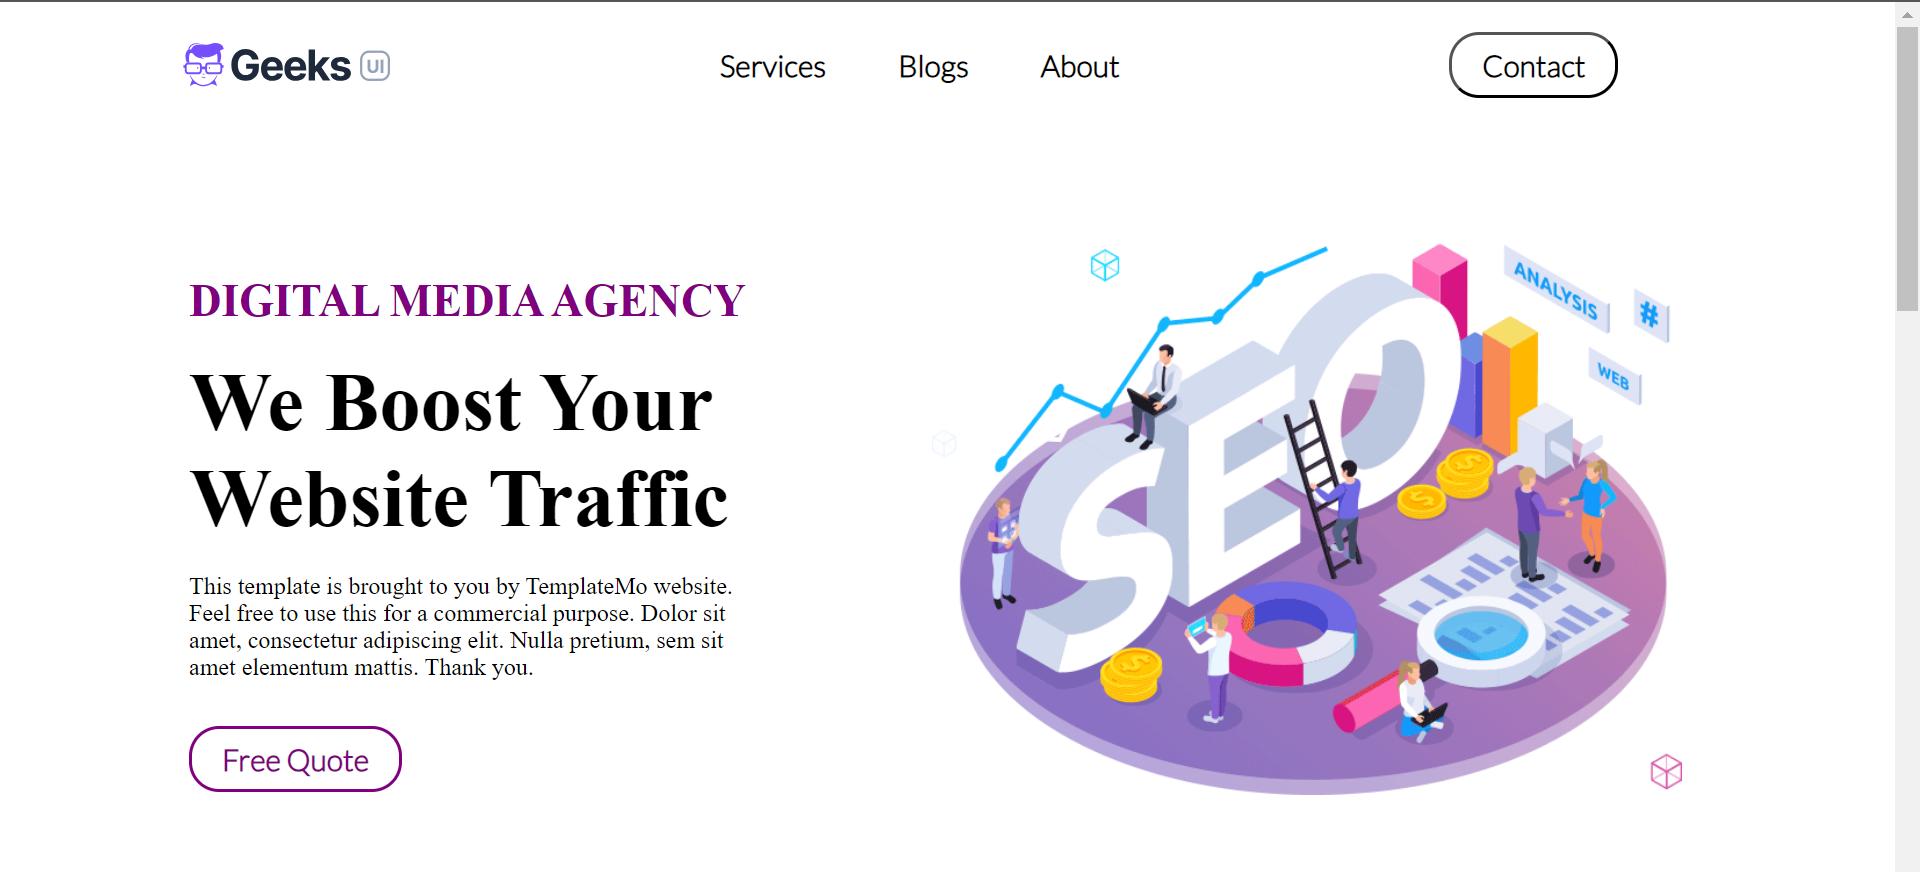 Geeks UI
Services
Blogs
About
Contact
DIGITAL MEDIA AGENCY
We Boost Your
Website Traffic
This template is brought to you by TemplateMo website.
Feel free to use this for a commercial purpose. Dolor sit
amet, consectetur adipiscing elit. Nulla pretium, sem sit
amet elementum mattis. Thank you.
Free Quote
SEO
ANALYSIS
#
WEB
$
$
$